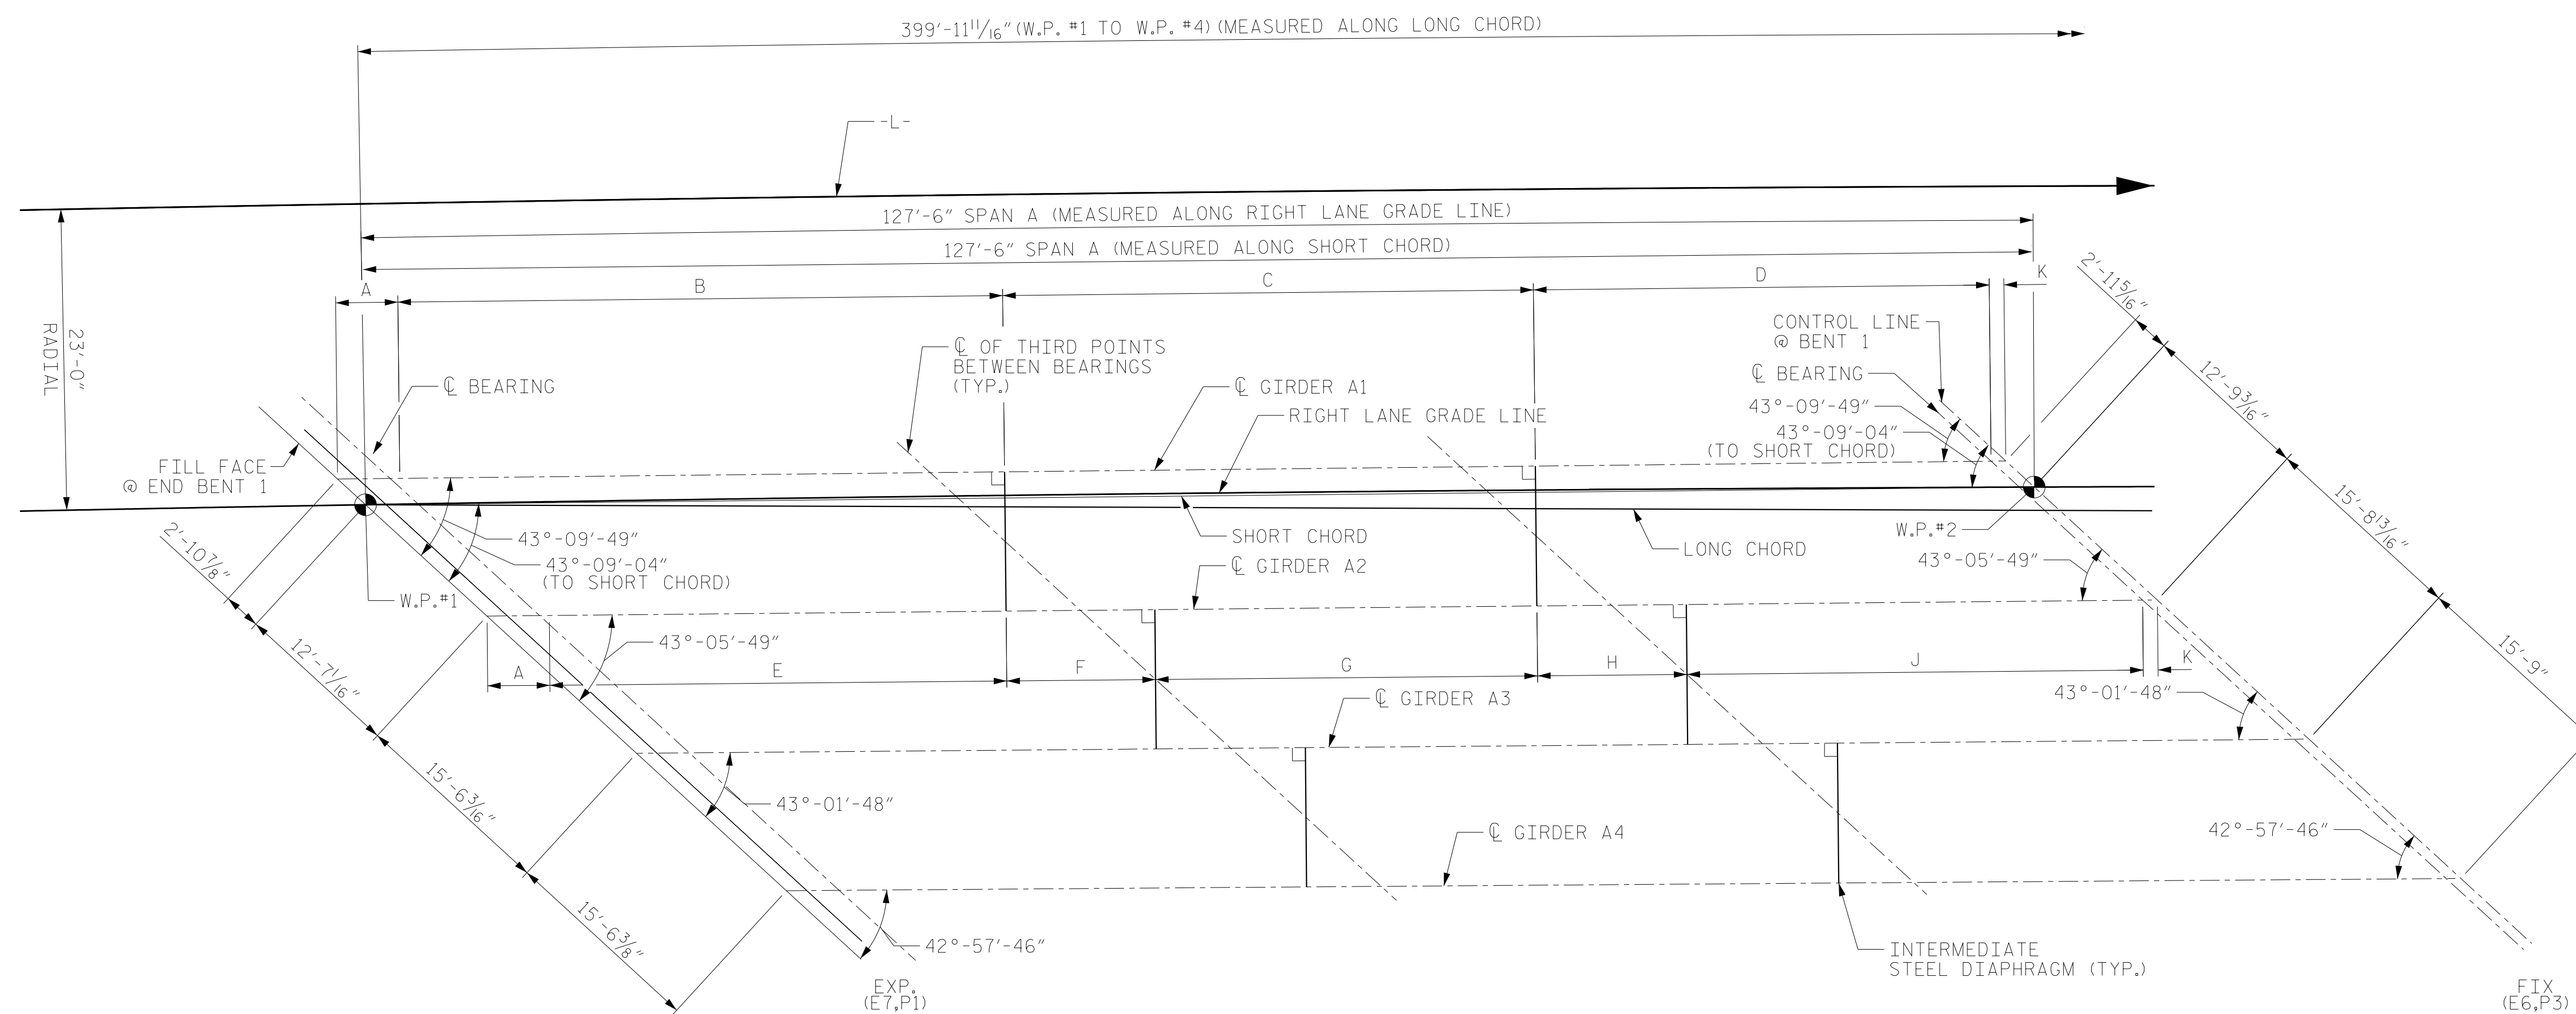 399'-11 11/16" (W.P. #1 TO W.P. #4) (MEASURED ALONG LONG CHORD)
-L-
127'-6" SPAN A (MEASURED ALONG RIGHT LANE GRADE LINE)
127'-6" SPAN A (MEASURED ALONG SHORT CHORD)
A
B
C
D
K
2'-11 5/16"
23'-0"
RADIAL
℄ BEARING
℄ OF THIRD POINTS
BETWEEN BEARINGS
(TYP.)
℄ GIRDER A1
RIGHT LANE GRADE LINE
CONTROL LINE
@ BENT 1
℄ BEARING
43°-09'-49"
43°-09'-04"
(TO SHORT CHORD)
12'-9 3/16"
FILL FACE
@ END BENT 1
2'-10 7/8"
43°-09'-49"
43°-09'-04"
(TO SHORT CHORD)
W.P.#1
SHORT CHORD
LONG CHORD
℄ GIRDER A2
W.P.#2
43°-05'-49"
15'-8 13/16"
12'-7 1/16"
43°-05'-49"
A
E
F
G
H
J
K
15'-9"
℄ GIRDER A3
43°-01'-48"
15'-6 3/16"
43°-01'-48"
℄ GIRDER A4
42°-57'-46"
15'-6 3/8"
42°-57'-46"
INTERMEDIATE
STEEL DIAPHRAGM (TYP.)
EXP.
(E7,P1)
FIX
(E6,P3)